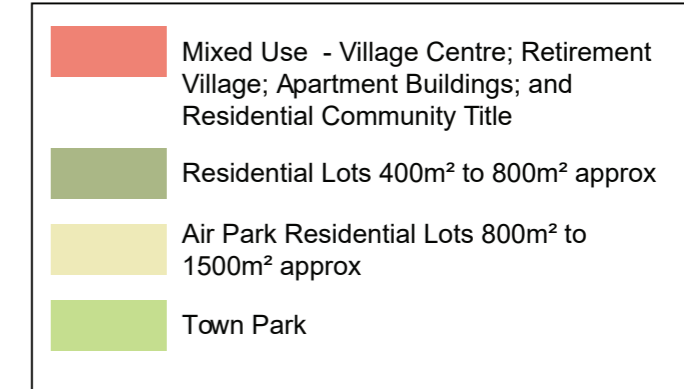 Mixed Use - Village Centre; Retirement
Village; Apartment Buildings; and
Residential Community Title
Residential Lots 400m² to 800m² approx
Air Park Residential Lots 800m² to
1500m² approx
Town Park